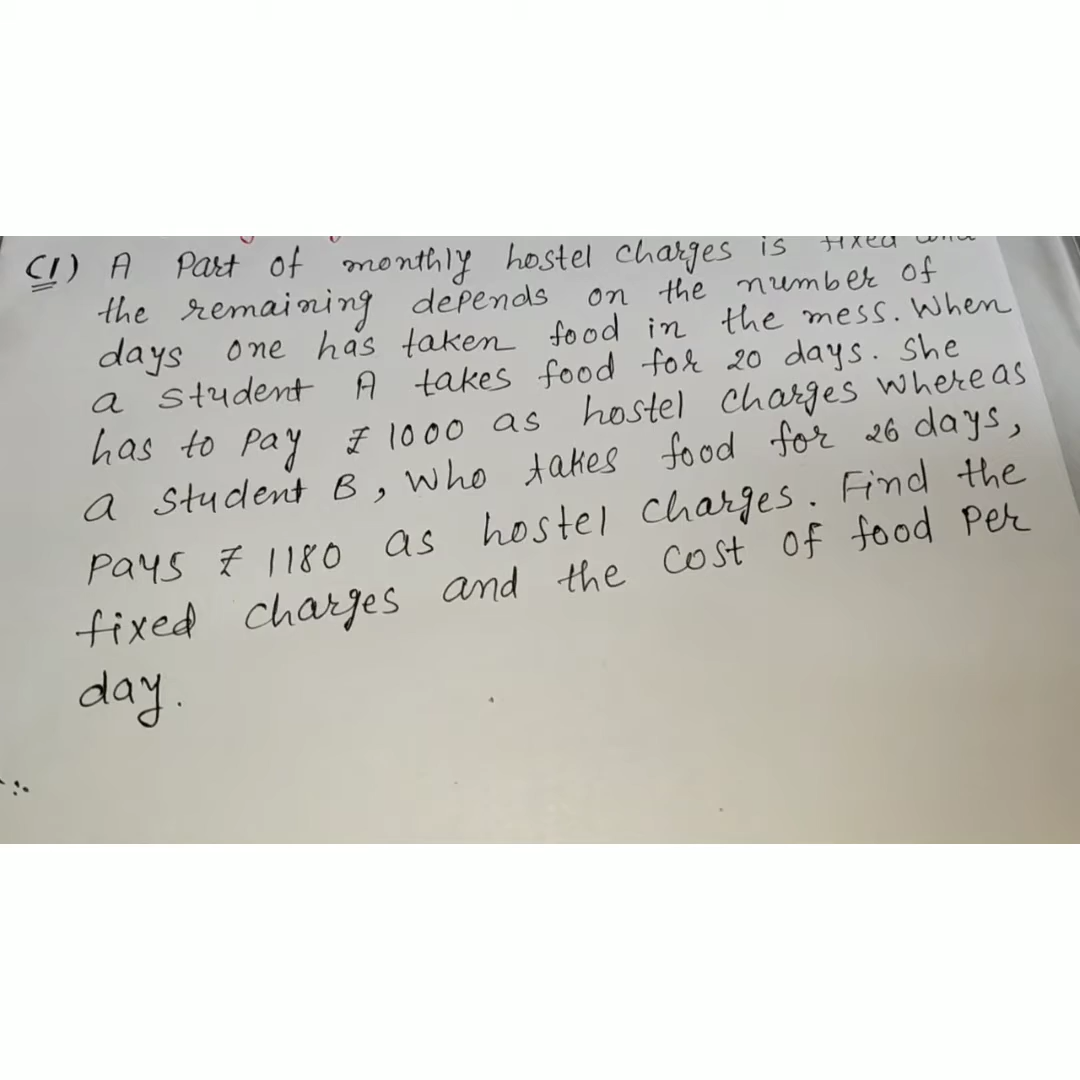 C1) A Part of monthly hostel charges is fixed and
the remaining depends on the number of
days one has taken food in the mess. When
a student A takes food for 20 days. She
has to pay ₹ 1000 as hostel charges whereas
a student B, who takes food for 26 days,
pays ₹ 1180 as hostel charges. Find the
fixed charges and the cost of food per
day.